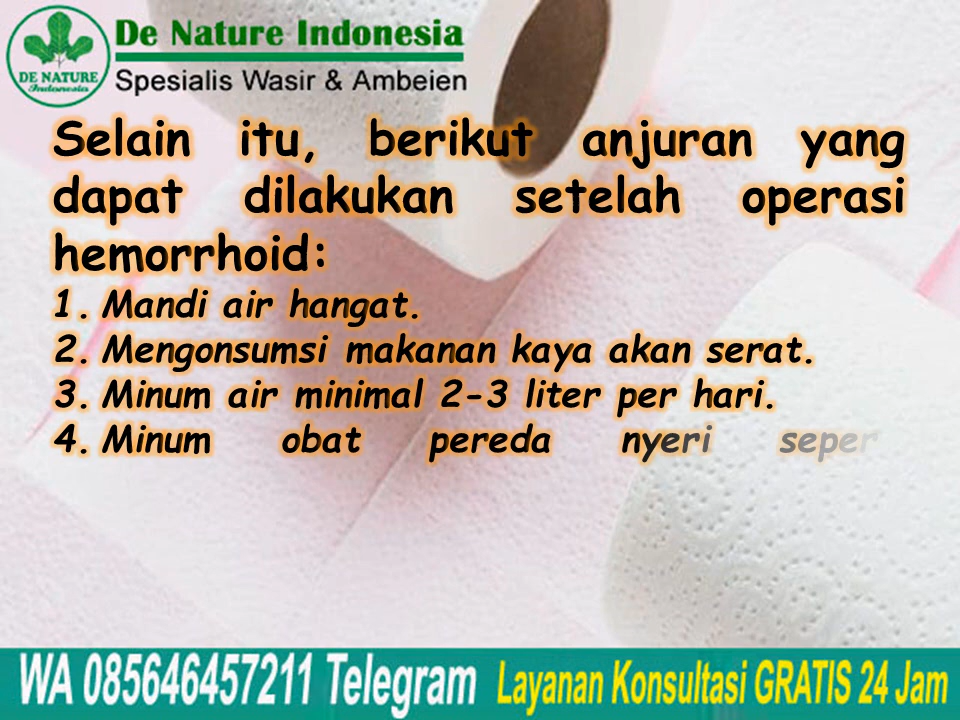 De Nature Indonesia
Spesialis Wasir & Ambeien
DE NATURE
Indonesia
Selain itu, berikut anjuran yang
dapat dilakukan setelah operasi
hemorrhoid:
1. Mandi air hangat.
2. Mengonsumsi makanan kaya akan serat.
3. Minum air minimal 2-3 liter per hari.
4. Minum obat pereda nyeri seper
WA 085646457211 Telegram Layanan Konsultasi GRATIS 24 Jam